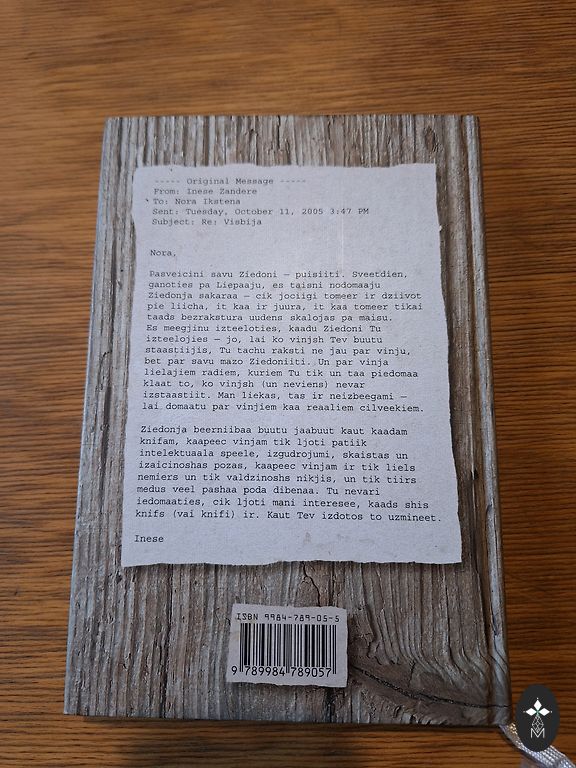 ----- Original Message -----
From: Inese Zandere
To: Nora Ikstena
Sent: Tuesday, October 11, 2005 3:47 PM
Subject: Re: Visbija
Nora,
Pasveicini savu Ziedoni — puisiiti. Sveetdien,
ganoties pa Liepaaju, es taisni nodomaaju
Ziedonja sakaraa — cik jociigi tomeer ir dziivot
pie liicha, it kaa ir juura, it kaa tomeer tikai
taads bezrakstura uudens skalojas pa maisu.
Es meegjinu izteeloties, kaadu Ziedoni Tu
izteelojies — jo, lai ko vinjsh Tev buutu
staastiijis, Tu tachu raksti ne jau par vinju,
bet par savu mazo Zedoniiti. Un par vinja
lielajiem radiem, kuriem Tu tik un taa piedomaa
klaat to, ko vinjsh (un neviens) nevar
izstaastiit. Man liekas, tas ir neizbeegami —
lai domaatu par vinjiem kaa reaaliem cilveekiem.
Ziedonja beerniibaa buutu jaabuut kaut kaadam
knifam, kaapeec vinjam tik ljoti patiik
intelektuaala speele, izgudrojumi, skaistas un
izaicinoshas pozas, kaapeec vinjam ir tik liels
nemiers un tik valdzinoshs nikjis, un tik tiirs
medus veel pashaa poda dibenaa. Tu nevari
iedomaaties, cik ljoti mani interesee, kaads shis
knifs (vai knifi) ir. Kaut Tev izdotos to uzmineet.
Inese
ISBN 9984-789-05-5
9 789984 789057